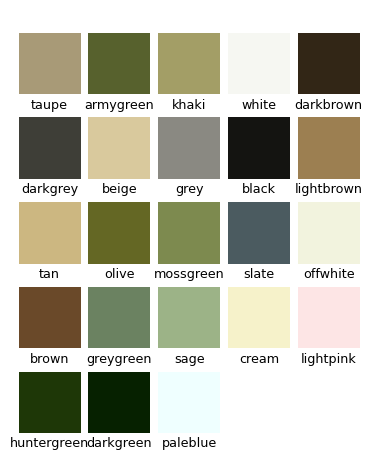 taupe armygreen khaki white darkbrown
darkgrey beige grey black lightbrown
tan olive mossgreen slate offwhite
brown greygreen sage cream lightpink
huntergreen darkgreen paleblue